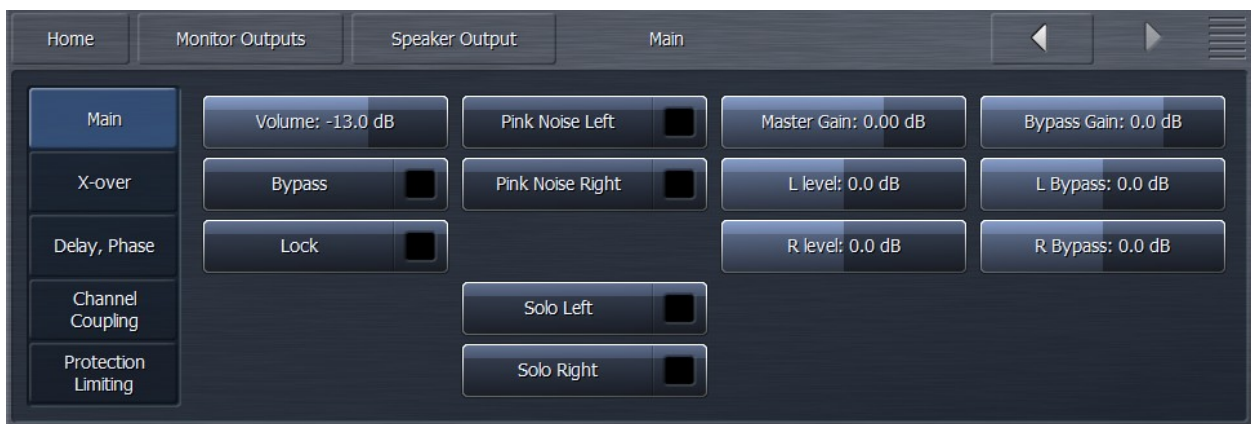 Home
Monitor Outputs
Speaker Output
Main
Main
X-over
Delay, Phase
Channel
Coupling
Protection
Limiting
Volume: -13.0 dB
Bypass
Lock
Pink Noise Left
Pink Noise Right
Solo Left
Solo Right
Master Gain: 0.00 dB
L level: 0.0 dB
R level: 0.0 dB
Bypass Gain: 0.0 dB
L Bypass: 0.0 dB
R Bypass: 0.0 dB